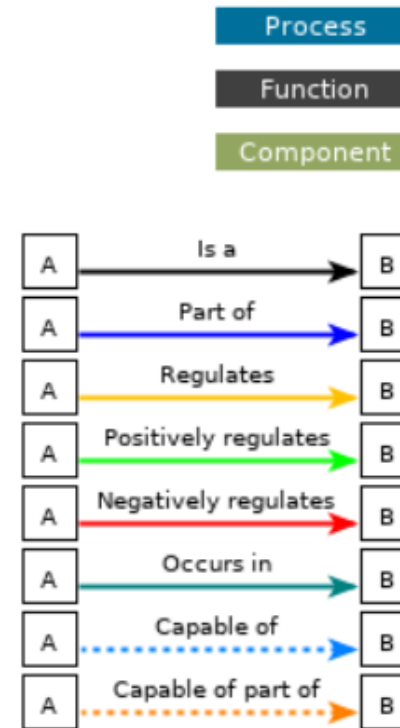 Process
Function
Component
A Is a B
A Part of B
A Regulates B
A Positively regulates B
A Negatively regulates B
A Occurs in B
A Capable of B
A Capable of part of B